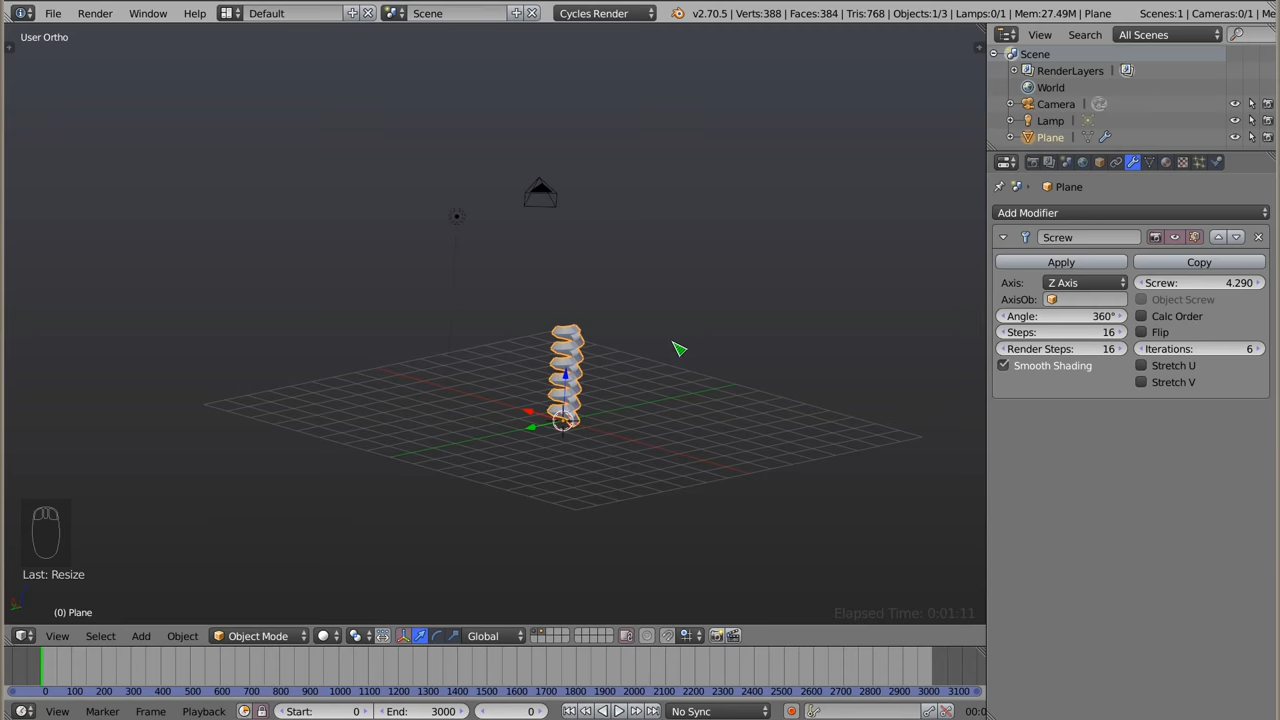 File Render Window Help Default Scene Cycles Render v2.70.5 | Verts:388 | Faces:384 | Tris:768 | Objects:1/3 | Lamps:0/1 | Mem:27.49M | Plane Scenes:1 | Cameras:0/1 | Me
User Ortho
View Search All Scenes
Scene
RenderLayers
World
Camera
Lamp
Plane
Plane
Add Modifier
Screw
Apply Copy
Axis: Z Axis Screw: 4.290
AxisOb: Object Screw
Angle: 360° Calc Order
Steps: 16 Flip
Render Steps: 16 Iterations: 6
Smooth Shading Stretch U
Stretch V
Last: Resize
(0) Plane
Elapsed Time: 0:01:11
View Select Add Object Object Mode Global
0 100 200 300 400 500 600 700 800 900 1000 1100 1200 1300 1400 1500 1600 1700 1800 1900 2000 2100 2200 2300 2400 2500 2600 2700 2800 2900 3000 3100
View Marker Frame Playback Start: 0 End: 3000 0 No Sync 00:0